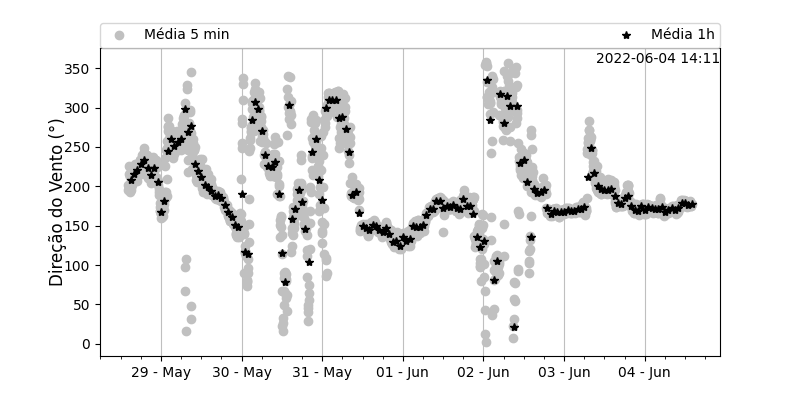 Média 5 min
Média 1h
2022-06-04 14:11
Direção do Vento (°)
350
300
250
200
150
100
50
0
29 - May
30 - May
31 - May
01 - Jun
02 - Jun
03 - Jun
04 - Jun